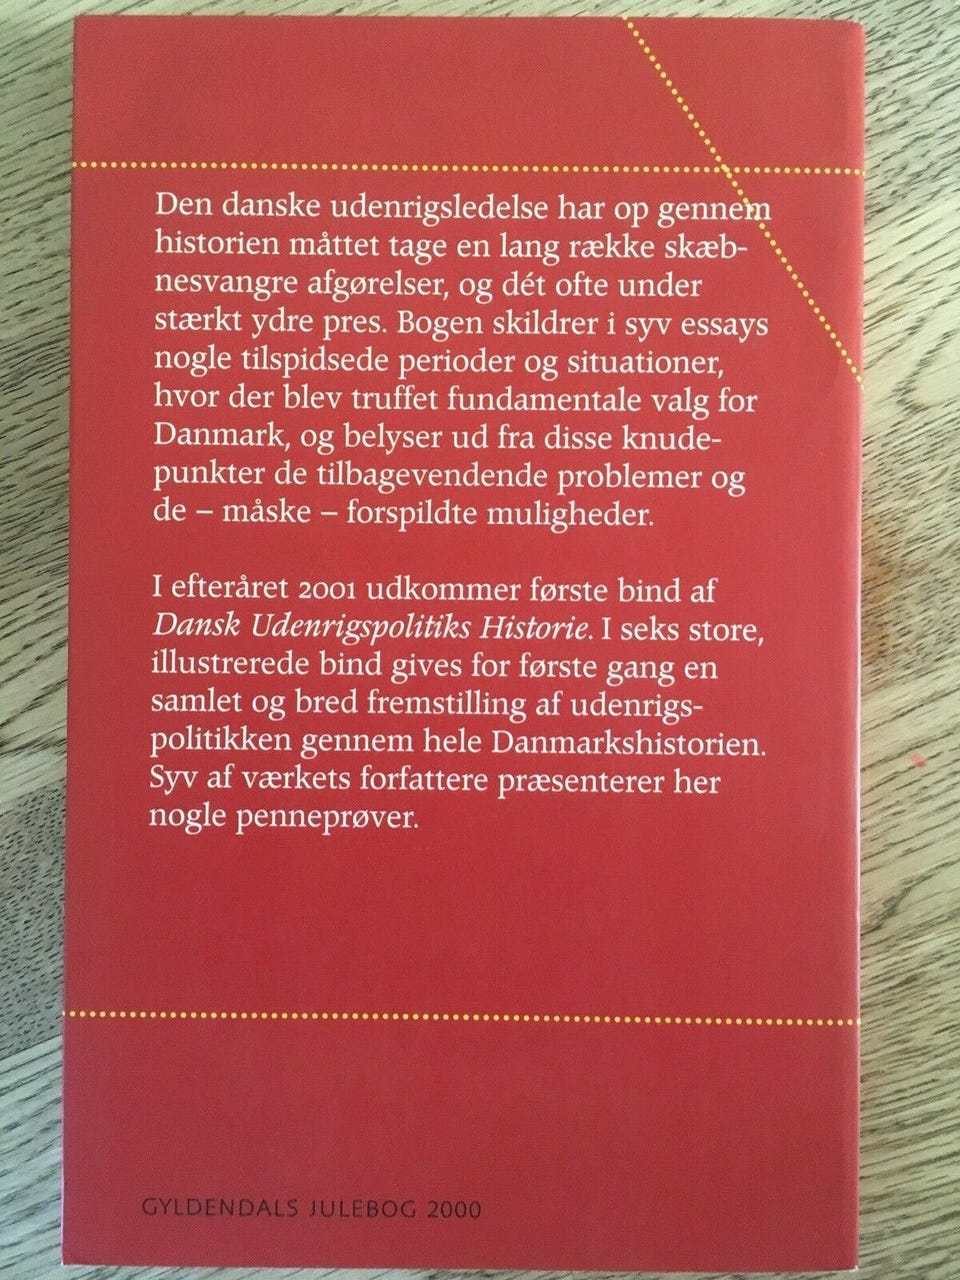 Den danske udenrigsledelse har op gennem
historien måttet tage en lang række skæb-
nesvangre afgørelser, og dét ofte under
stærkt ydre pres. Bogen skildrer i syv essays
nogle tilspidsede perioder og situationer,
hvor der blev truffet fundamentale valg for
Danmark, og belyser ud fra disse knude-
punkter de tilbagevendende problemer og
de – måske – forspildte muligheder.
I efteråret 2001 udkommer første bind af
Dansk Udenrigspolitiks Historie. I seks store,
illustrerede bind gives for første gang en
samlet og bred fremstilling af udenrigs-
politikken gennem hele Danmarkshistorien.
Syv af værkets forfattere præsenterer her
nogle penneprøver.
GYLDENDALS JULEBOG 2000